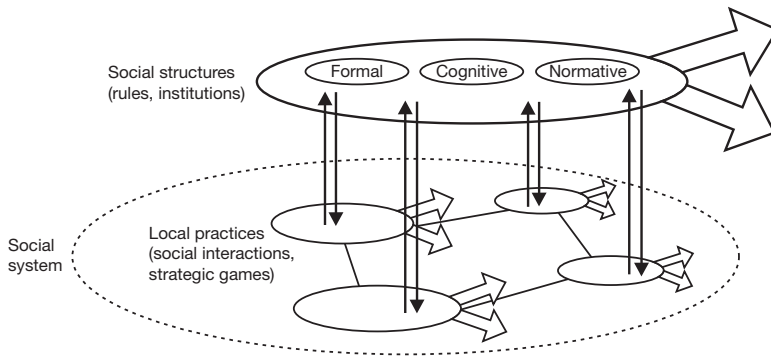 Social structures
(rules, institutions)
Formal
Cognitive
Normative
Social
system
Local practices
(social interactions,
strategic games)